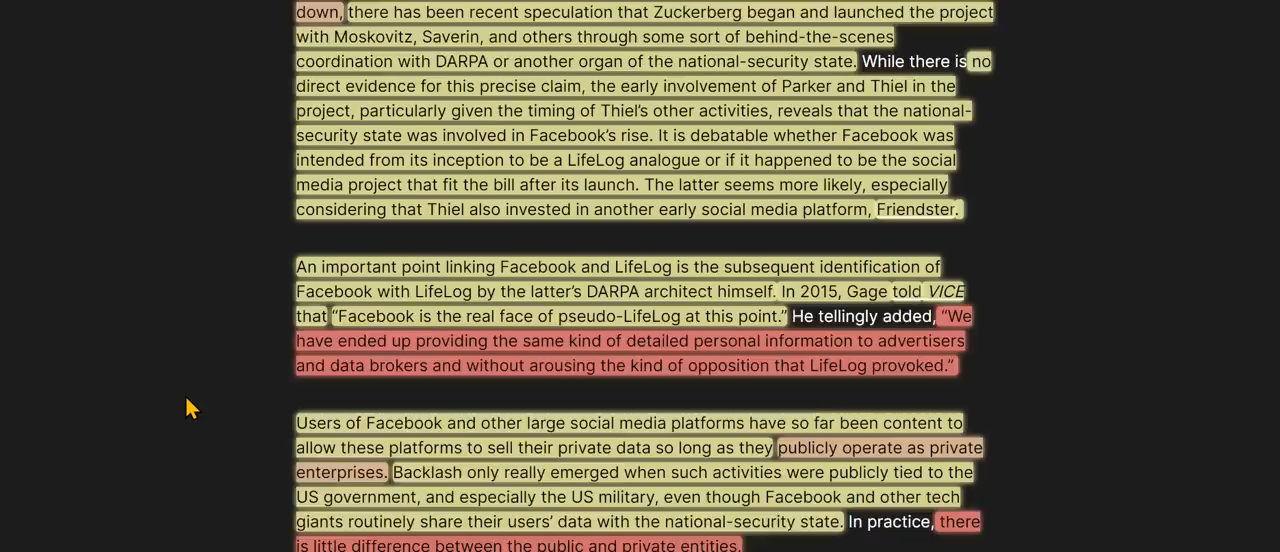 down, there has been recent speculation that Zuckerberg began and launched the project
with Moskovitz, Saverin, and others through some sort of behind-the-scenes
coordination with DARPA or another organ of the national-security state. While there is no
direct evidence for this precise claim, the early involvement of Parker and Thiel in the
project, particularly given the timing of Thiel’s other activities, reveals that the national-
security state was involved in Facebook’s rise. It is debatable whether Facebook was
intended from its inception to be a LifeLog analogue or if it happened to be the social
media project that fit the bill after its launch. The latter seems more likely, especially
considering that Thiel also invested in another early social media platform, Friendster.
An important point linking Facebook and LifeLog is the subsequent identification of
Facebook with LifeLog by the latter’s DARPA architect himself. In 2015, Gage told VICE
that “Facebook is the real face of pseudo-LifeLog at this point.” He tellingly added, “We
have ended up providing the same kind of detailed personal information to advertisers
and data brokers and without arousing the kind of opposition that LifeLog provoked.”
Users of Facebook and other large social media platforms have so far been content to
allow these platforms to sell their private data so long as they publicly operate as private
enterprises. Backlash only really emerged when such activities were publicly tied to the
US government, and especially the US military, even though Facebook and other tech
giants routinely share their users’ data with the national-security state. In practice, there
is little difference between the public and private entities.